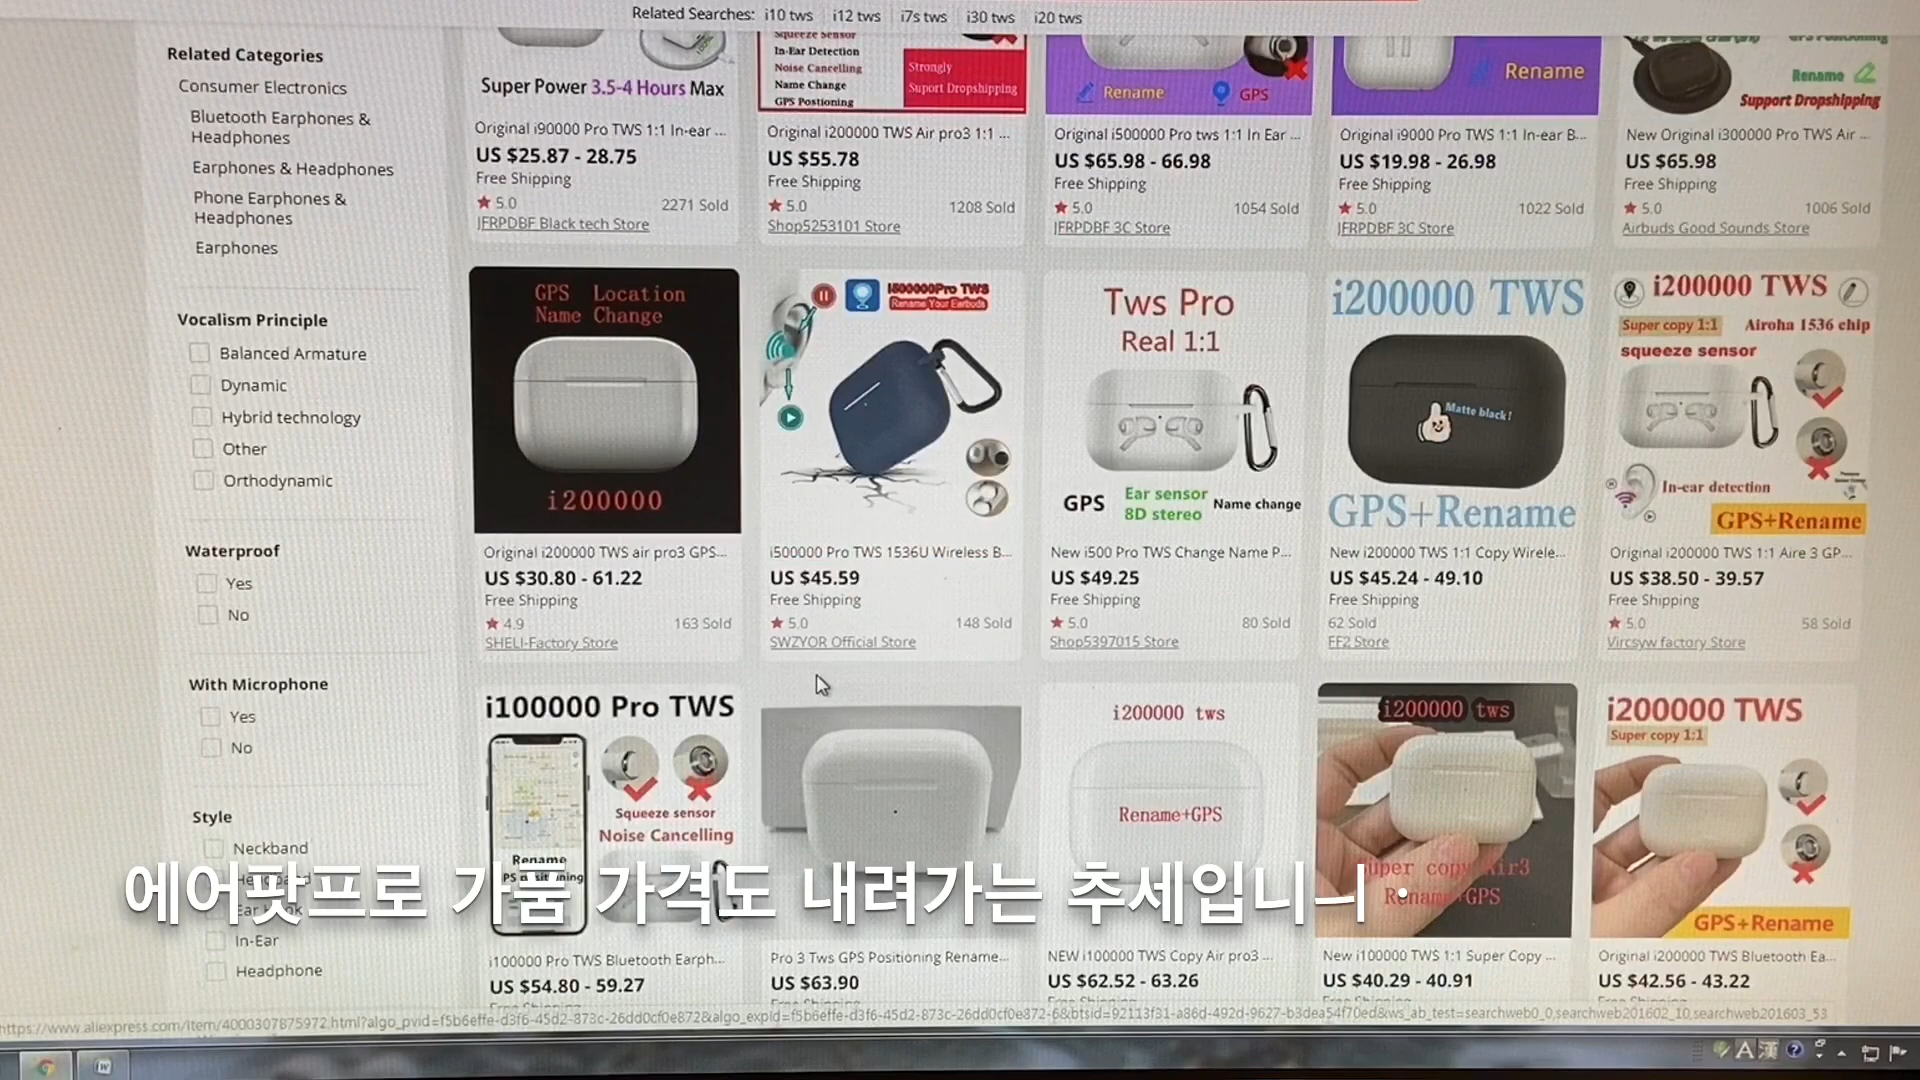 Related Searches: i10 tws i12 tws i7s tws i30 tws i20 tws
Related Categories
Consumer Electronics
Bluetooth Earphones &
Headphones
Earphones & Headphones
Phone Earphones &
Headphones
Earphones
Vocalism Principle
Balanced Armature
Dynamic
Hybrid technology
Other
Orthodynamic
Waterproof
Yes
No
With Microphone
Yes
No
Style
Neckband
In-Ear
Headphone
Super Power 3.5-4 Hours Max
Original i90000 Pro TWS 1:1 In-ear ...
US $25.87 - 28.75
Free Shipping
5.0 2271 Sold
JFRPDBF Black tech Store
Squeeze Sensor
In-Ear Detection
Noise Cancelling
Name Change
GPS Postioning
Strongly
Suport Dropshipping
Original i200000 TWS Air pro3 1:1 ...
US $55.78
Free Shipping
5.0 1208 Sold
Shop5253101 Store
Rename GPS
Original i500000 Pro tws 1:1 In Ear ...
US $65.98 - 66.98
Free Shipping
5.0 1054 Sold
JFRPDBF 3C Store
Rename
Original i9000 Pro TWS 1:1 In-ear B...
US $19.98 - 26.98
Free Shipping
5.0 1022 Sold
JFRPDBF 3C Store
Rename
Support Dropshipping
New Original i300000 Pro TWS Air ...
US $65.98
Free Shipping
5.0 1006 Sold
Airbuds Good Sounds Store
GPS Location
Name Change
i200000
Original i200000 TWS air pro3 GPS...
US $30.80 - 61.22
Free Shipping
4.9 163 Sold
SHELI-Factory Store
I500000Pro TWS
Rename Your Earbuds
i500000 Pro TWS 1536U Wireless B...
US $45.59
Free Shipping
5.0 148 Sold
SWZYOR Official Store
Tws Pro
Real 1:1
GPS Ear sensor
8D stereo Name change
New i500 Pro TWS Change Name P...
US $49.25
Free Shipping
5.0 80 Sold
Shop5397015 Store
i200000 TWS
Matte black!
GPS+Rename
New i200000 TWS 1:1 Copy Wirele...
US $45.24 - 49.10
Free Shipping
62 Sold
FF2 Store
i200000 TWS
Super copy 1:1 Airoha 1536 chip
squeeze sensor
In-ear detection
GPS+Rename
Original i200000 TWS 1:1 Aire 3 GP...
US $38.50 - 39.57
Free Shipping
5.0 58 Sold
Vircsyw factory Store
i100000 Pro TWS
Squeeze sensor
Noise Cancelling
Rename
i100000 Pro TWS Bluetooth Earph...
US $54.80 - 59.27
Pro 3 Tws GPS Positioning Rename...
US $63.90
i200000 tws
Rename+GPS
NEW i100000 TWS Copy Air pro3 ...
US $62.52 - 63.26
i200000 tws
New i100000 TWS 1:1 Super Copy ...
US $40.29 - 40.91
i200000 TWS
Super copy 1:1
GPS+Rename
Original i200000 TWS Bluetooth Ea...
US $42.56 - 43.22
에어팟프로 가품 가격도 내려가는 추세입니